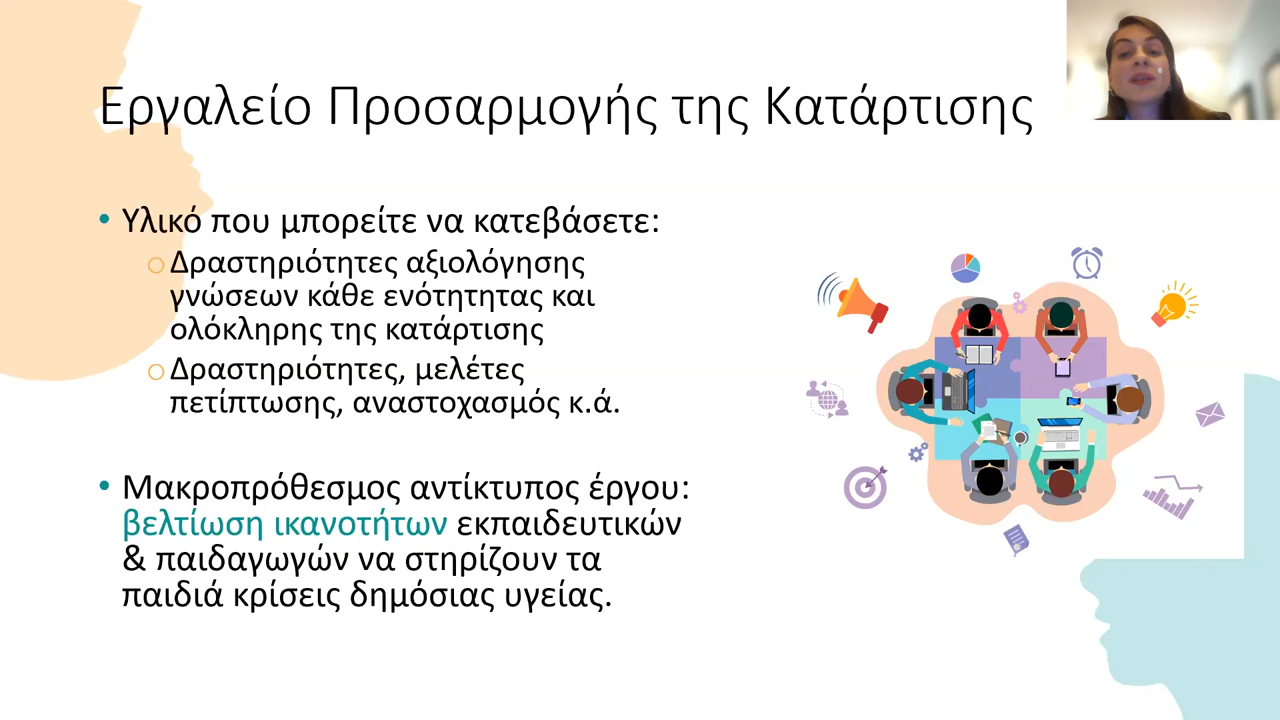 Εργαλείο Προσαρμογής της Κατάρτισης
• Υλικό που μπορείτε να κατεβάσετε:
○ Δραστηριότητες αξιολόγησης
γνώσεων κάθε ενότητητας και
ολόκληρης της κατάρτισης
○ Δραστηριότητες, μελέτες
πετίπτωσης, αναστοχασμός κ.ά.
• Μακροπρόθεσμος αντίκτυπος έργου:
βελτίωση ικανοτήτων εκπαιδευτικών
& παιδαγωγών να στηρίζουν τα
παιδιά κρίσεις δημόσιας υγείας.